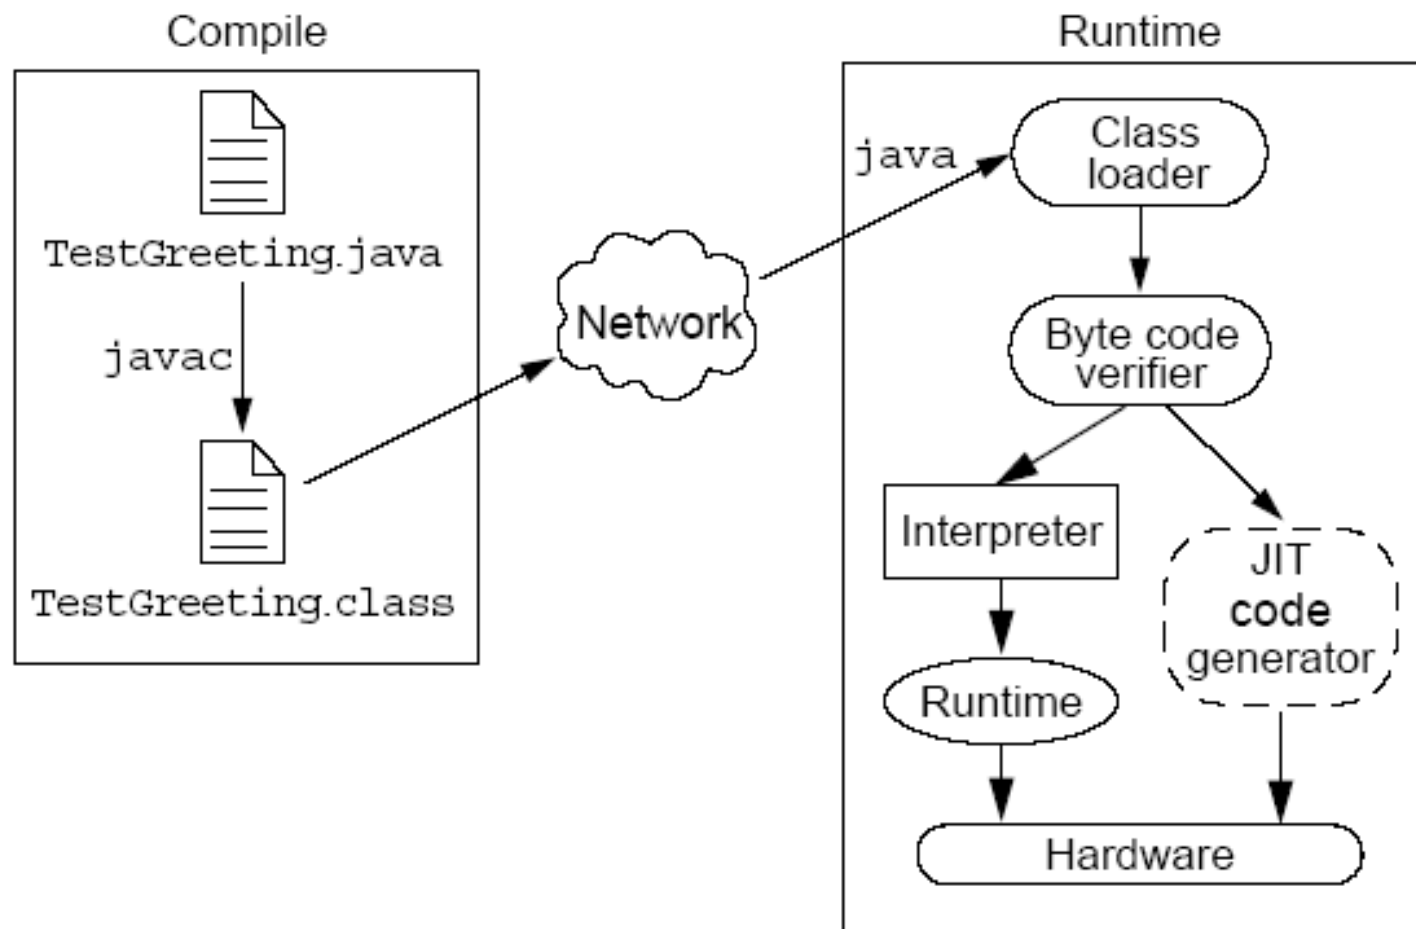 Compile
TestGreeting.java
javac
TestGreeting.class
Network
Runtime
java
Class
loader
Byte code
verifier
Interpreter
JIT
code
generator
Runtime
Hardware